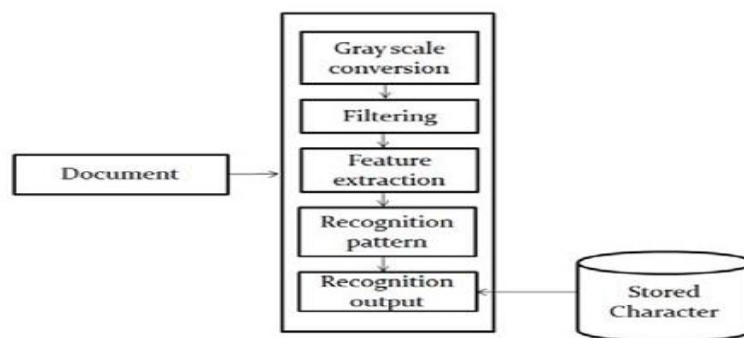 Gray scale
conversion
Filtering
Document
Feature
extraction
Recognition
pattern
Recognition
output
Stored
Character